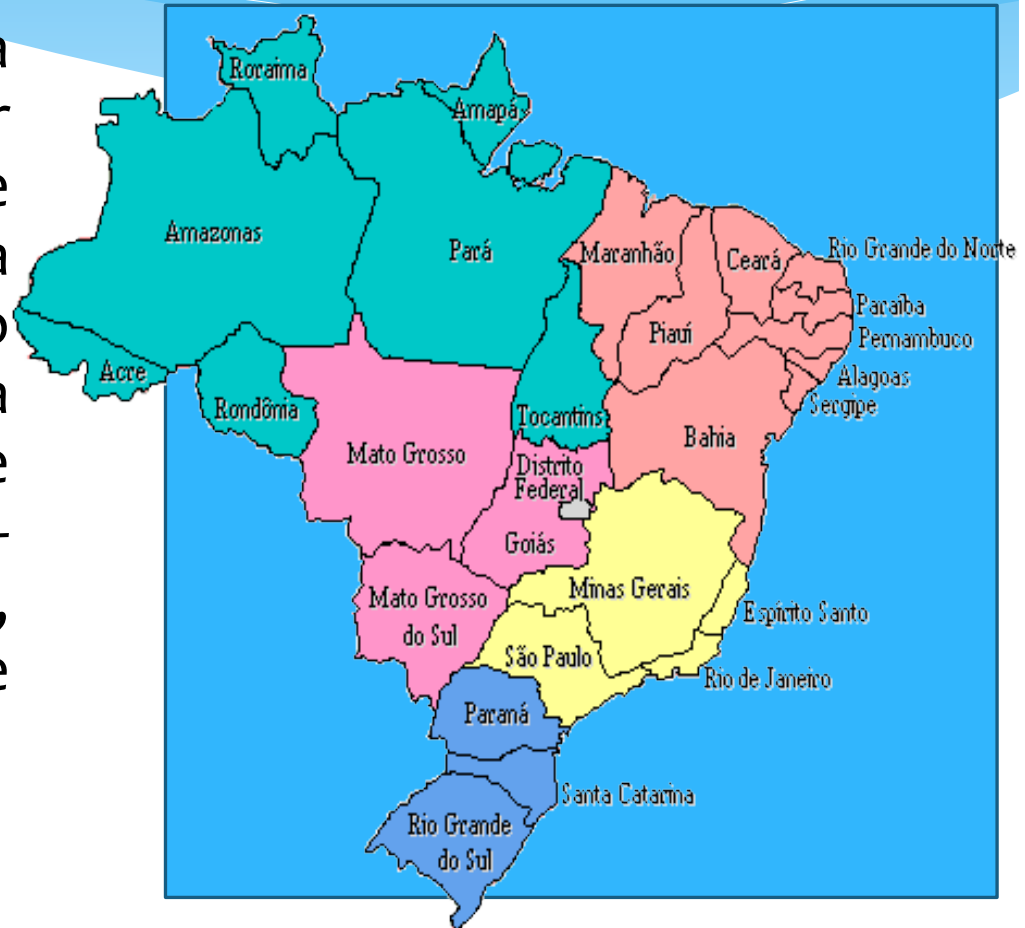 a
r
e
a
o
a
e
-
,
e
Roraima
Amapá
Amazonas
Pará
Maranhão
Ceará
Rio Grande do Norte
Paraíba
Piauí
Pernambuco
Acre
Alagoas
Rondônia
Tocantins
Sergipe
Bahia
Mato Grosso
Distrito
Federal
Goiás
Minas Gerais
Mato Grosso
do Sul
Espírito Santo
São Paulo
Rio de Janeiro
Paraná
Santa Catarina
Rio Grande
do Sul